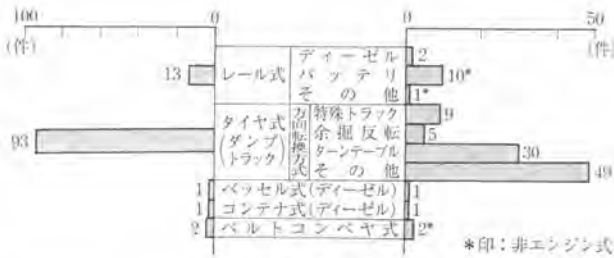 100 0 0 50
(件) (件)
ディーゼル 2
13 レール式 バッテリ 10*
その他 1*
93 タイヤ式(ダンプトラック) 方向転換方式 特殊トラック 9
余掘反転 5
ターンテーブル 30
その他 49
1 ベッセル式(ディーゼル) 1
1 コンテナ式(ディーゼル) 1
2 ベルトコンベヤ式 2*
*印:非エンジン式